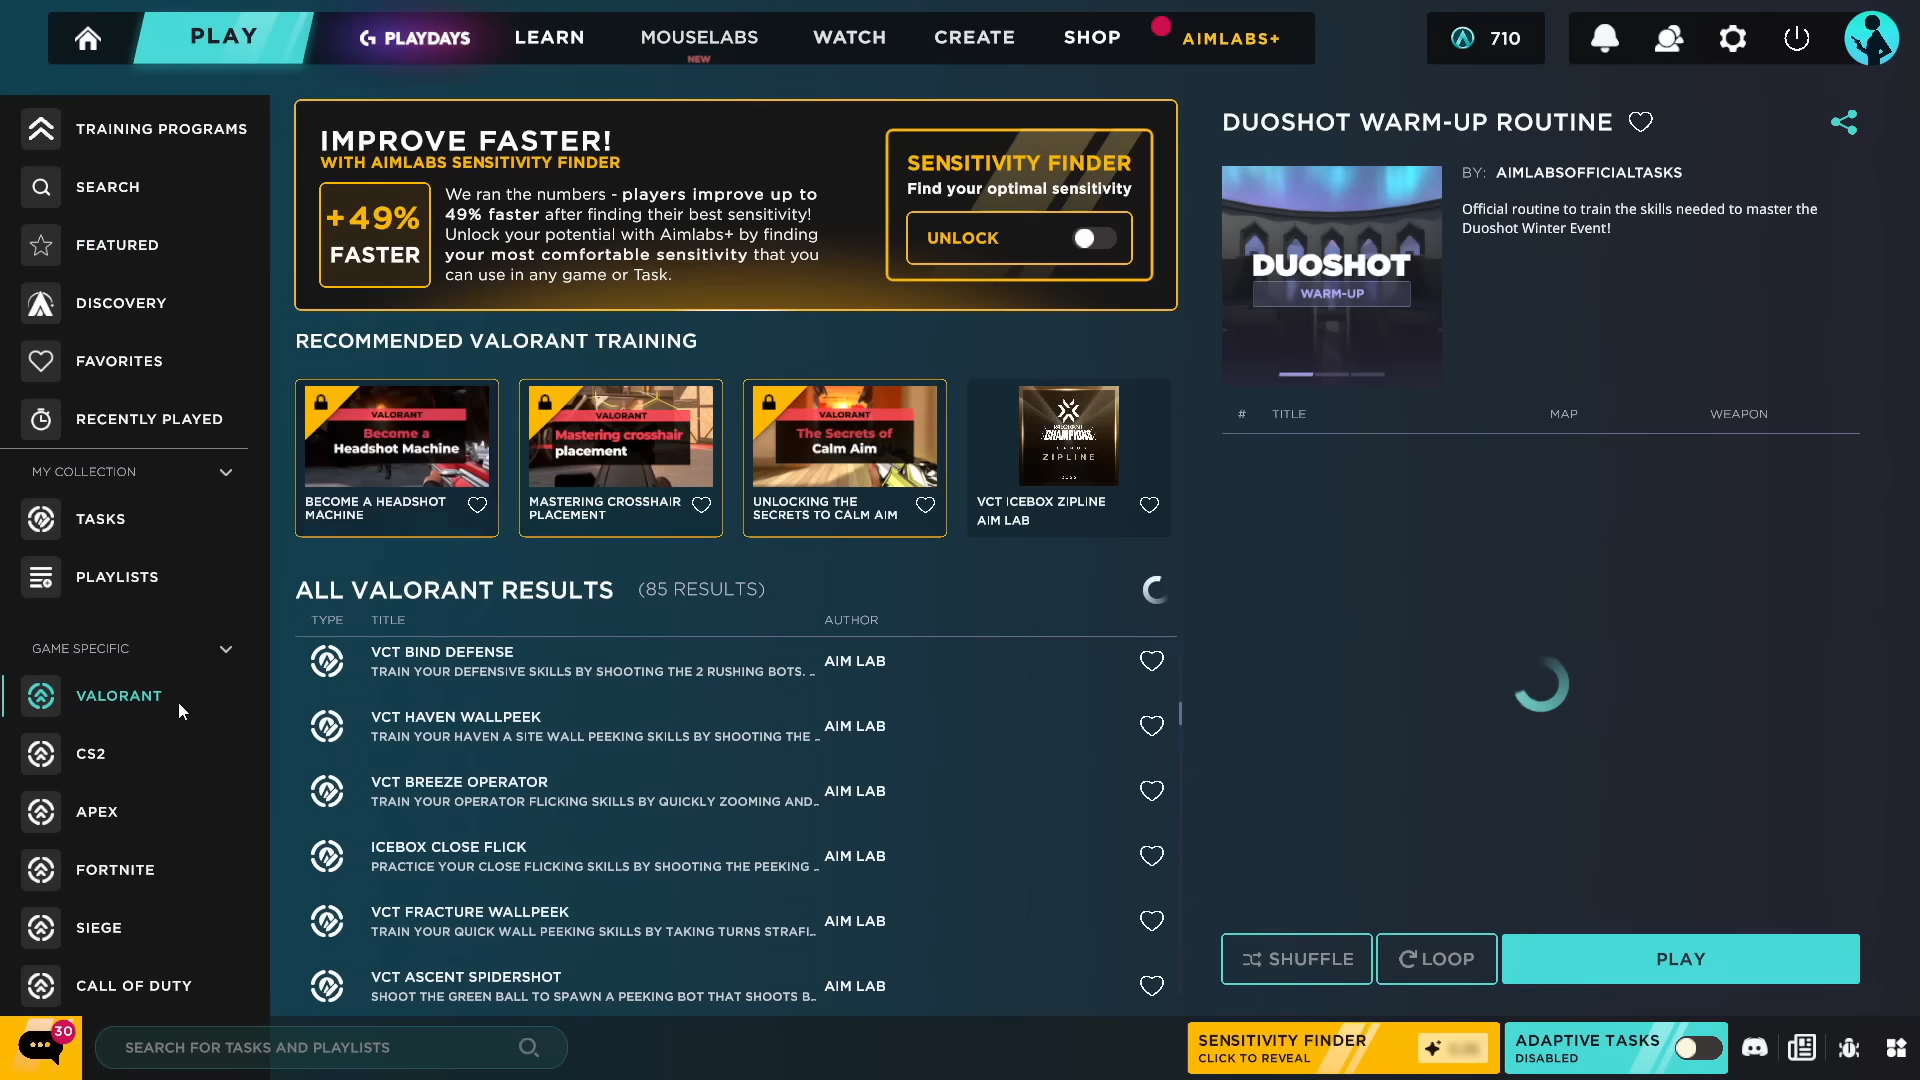 PLAY
PLAYDAYS
LEARN
MOUSELABS
NEW
WATCH
CREATE
SHOP
AIMLABS+
710
TRAINING PROGRAMS
SEARCH
FEATURED
DISCOVERY
FAVORITES
RECENTLY PLAYED
MY COLLECTION
TASKS
PLAYLISTS
GAME SPECIFIC
VALORANT
CS2
APEX
FORTNITE
SIEGE
CALL OF DUTY
30
SEARCH FOR TASKS AND PLAYLISTS
IMPROVE FASTER!
WITH AIMLABS SENSITIVITY FINDER
+49%
FASTER
We ran the numbers - players improve up to
49% faster after finding their best sensitivity!
Unlock your potential with Aimlabs+ by finding
your most comfortable sensitivity that you
can use in any game or Task.
SENSITIVITY FINDER
Find your optimal sensitivity
UNLOCK
RECOMMENDED VALORANT TRAINING
VALORANT
Become a
Headshot Machine
BECOME A HEADSHOT
MACHINE
VALORANT
Mastering crosshair
placement
MASTERING CROSSHAIR
PLACEMENT
VALORANT
The Secrets of
Calm Aim
UNLOCKING THE
SECRETS TO CALM AIM
VALORANT
CHAMPIONS
ZIPLINE
VCT ICEBOX ZIPLINE
AIM LAB
ALL VALORANT RESULTS (85 RESULTS)
TYPE TITLE AUTHOR
VCT BIND DEFENSE
TRAIN YOUR DEFENSIVE SKILLS BY SHOOTING THE 2 RUSHING BOTS. ..
AIM LAB
VCT HAVEN WALLPEEK
TRAIN YOUR HAVEN A SITE WALL PEEKING SKILLS BY SHOOTING THE ..
AIM LAB
VCT BREEZE OPERATOR
TRAIN YOUR OPERATOR FLICKING SKILLS BY QUICKLY ZOOMING AND..
AIM LAB
ICEBOX CLOSE FLICK
PRACTICE YOUR CLOSE FLICKING SKILLS BY SHOOTING THE PEEKING ..
AIM LAB
VCT FRACTURE WALLPEEK
TRAIN YOUR QUICK WALL PEEKING SKILLS BY TAKING TURNS STRAFI..
AIM LAB
VCT ASCENT SPIDERSHOT
SHOOT THE GREEN BALL TO SPAWN A PEEKING BOT THAT SHOOTS B..
AIM LAB
DUOSHOT WARM-UP ROUTINE
DUOSHOT
WARM-UP
BY: AIMLABSOFFICIALTASKS
Official routine to train the skills needed to master the
Duoshot Winter Event!
# TITLE MAP WEAPON
SHUFFLE
LOOP
PLAY
SENSITIVITY FINDER
CLICK TO REVEAL
ADAPTIVE TASKS
DISABLED